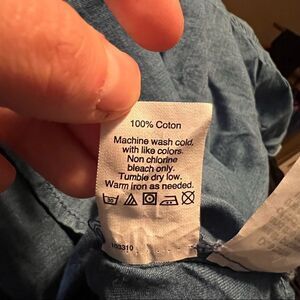 100% Coton
Machine wash cold,
with like colors.
Non chlorine
bleach only.
Tumble dry low.
Warm iron as needed.
103310